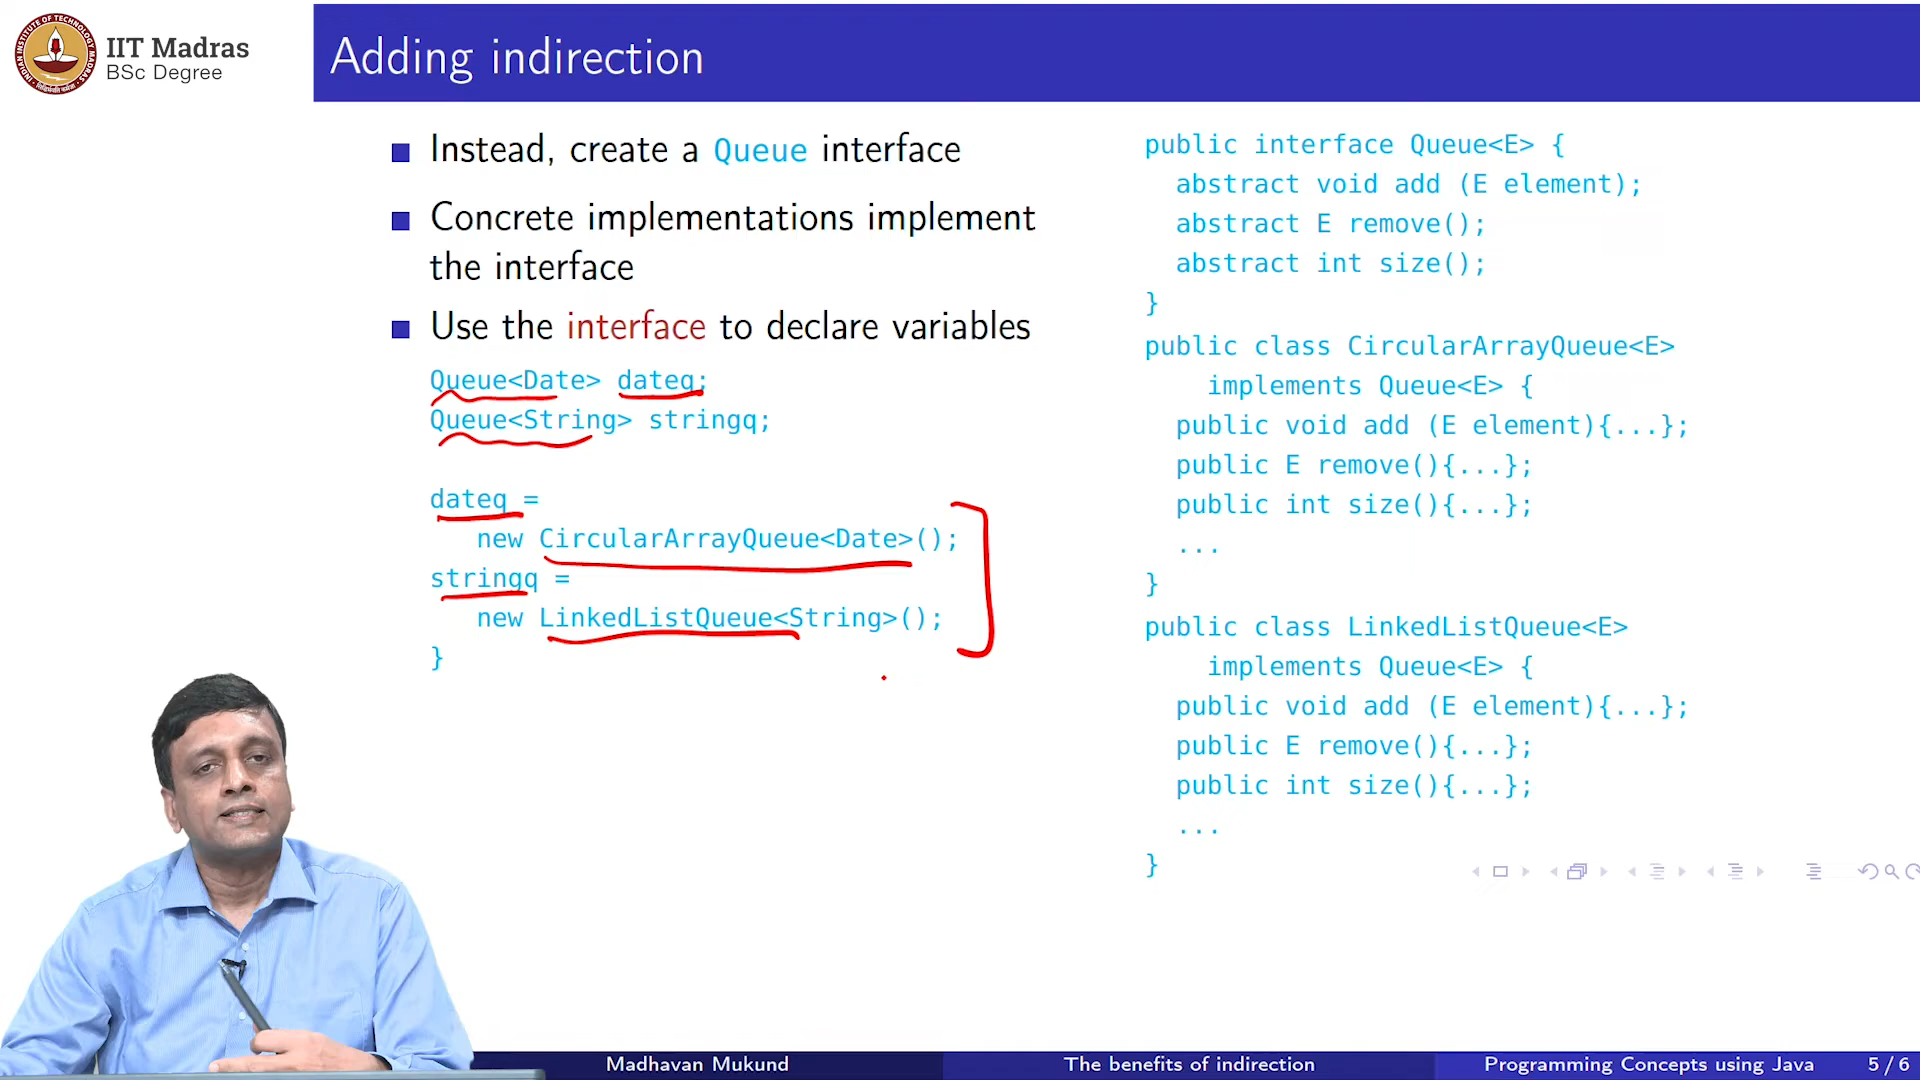 IIT Madras
BSc Degree
Adding indirection
Instead, create a Queue interface
Concrete implementations implement
the interface
Use the interface to declare variables
Queue<Date> dateq;
Queue<String> stringq;
dateq =
new CircularArrayQueue<Date>();
stringq =
new LinkedListQueue<String>();
}
public interface Queue<E> {
abstract void add (E element);
abstract E remove();
abstract int size();
}
public class CircularArrayQueue<E>
implements Queue<E> {
public void add (E element){...};
public E remove(){...};
public int size(){...};
...
}
public class LinkedListQueue<E>
implements Queue<E> {
public void add (E element){...};
public E remove(){...};
public int size(){...};
...
}
Madhavan Mukund
The benefits of indirection
Programming Concepts using Java
5 / 6